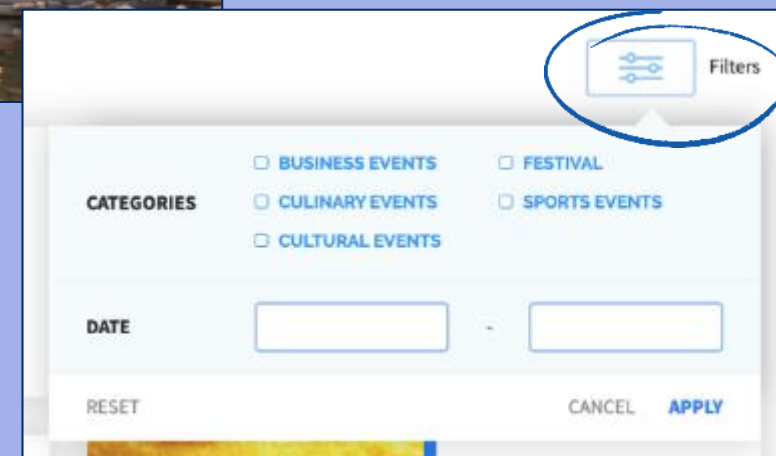 Filters
BUSINESS EVENTS
FESTIVAL
CATEGORIES
CULINARY EVENTS
SPORTS EVENTS
CULTURAL EVENTS
DATE
-
RESET
CANCEL
APPLY